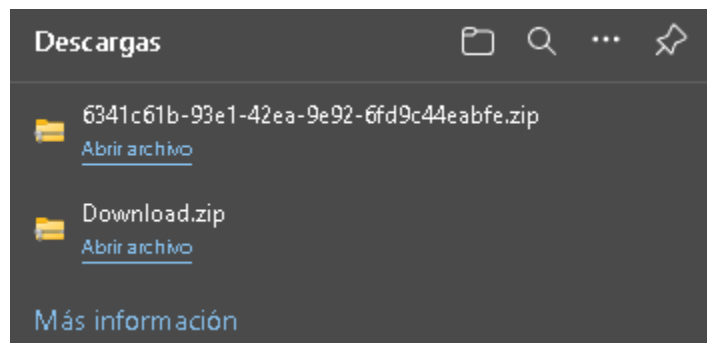 Descargas
6341c61b-93e1-42ea-9e92-6fd9c44eabfe.zip
Abrir archivo
Download.zip
Abrir archivo
Más información